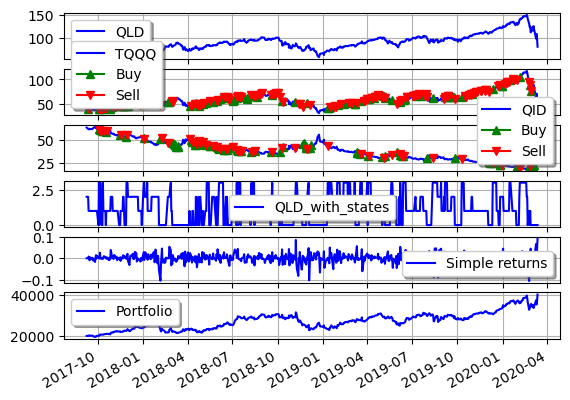 150
100
QLD
TQQQ
Buy
Sell
100
50
QID
Buy
Sell
50
25
2.5
0.0
QLD_with_states
0.1
0.0
−0.1
Simple returns
40000
20000
Portfolio
2017-10
2018-01
2018-04
2018-07
2018-10
2019-01
2019-04
2019-07
2019-10
2020-01
2020-04